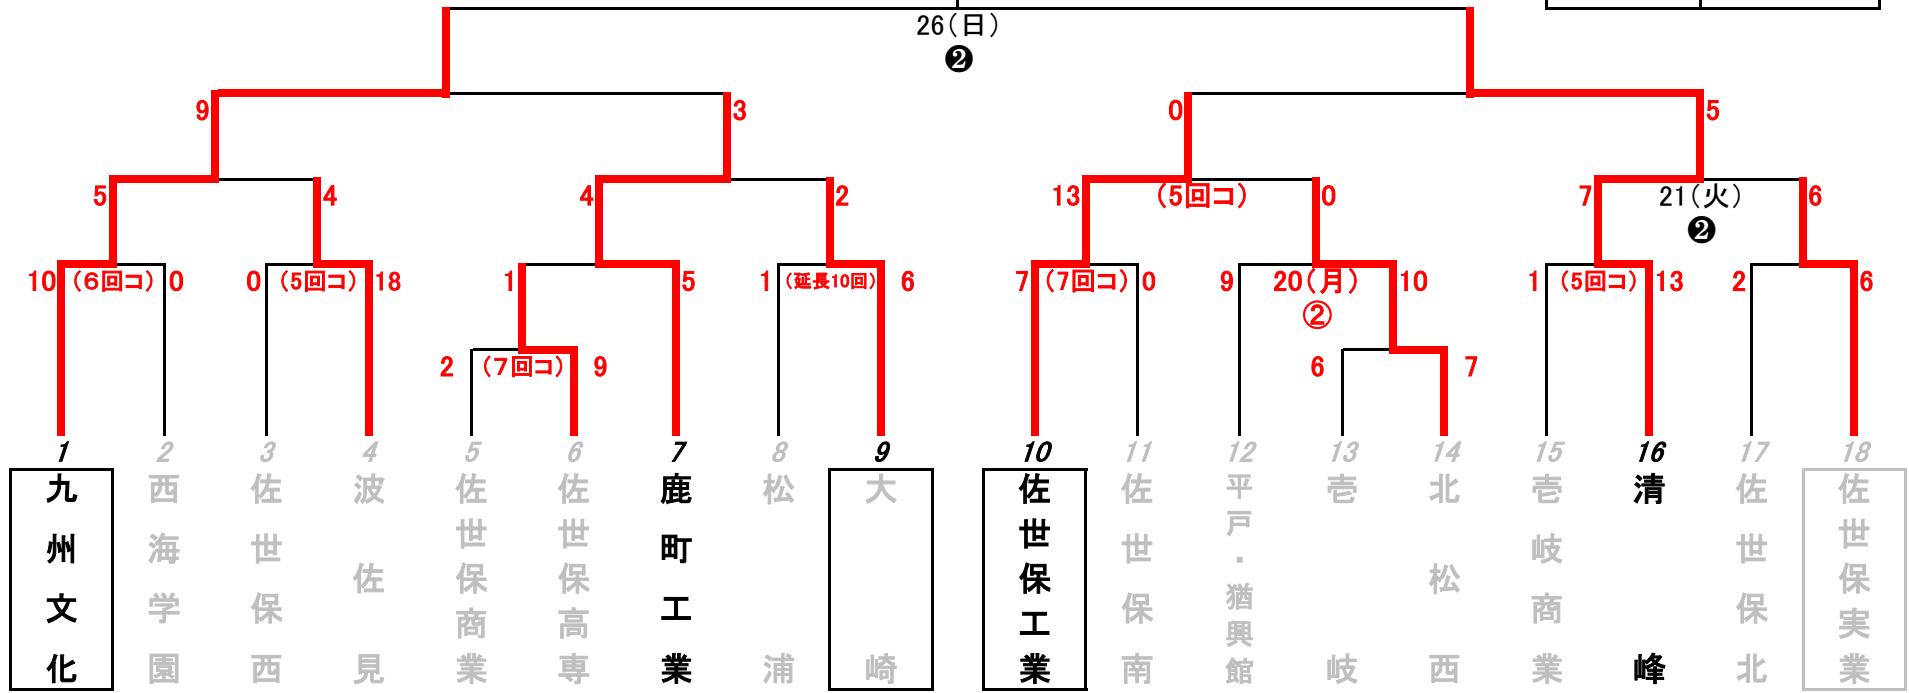 26(日)
❷
9
3
0
5
5
4
4
2
13
(5回コ)
0
7
21(火)
6
❷
10
(6回コ)
0
0
(5回コ)
18
1
5
1
(延長10回)
6
7
(7回コ)
0
9
20(月)
10
1
(5回コ)
13
2
6
②
2
(7回コ)
9
6
7
1
2
3
4
5
6
7
8
9
10
11
12
13
14
15
16
17
18
九州文化
西海学園
佐世保西
波佐見
佐世保商業
佐世保高専
鹿町工業
松浦
大崎
佐世保工業
佐世保南
平戸・猶興館
壱岐
北松西
壱岐商業
清峰
佐世保北
佐世保実業